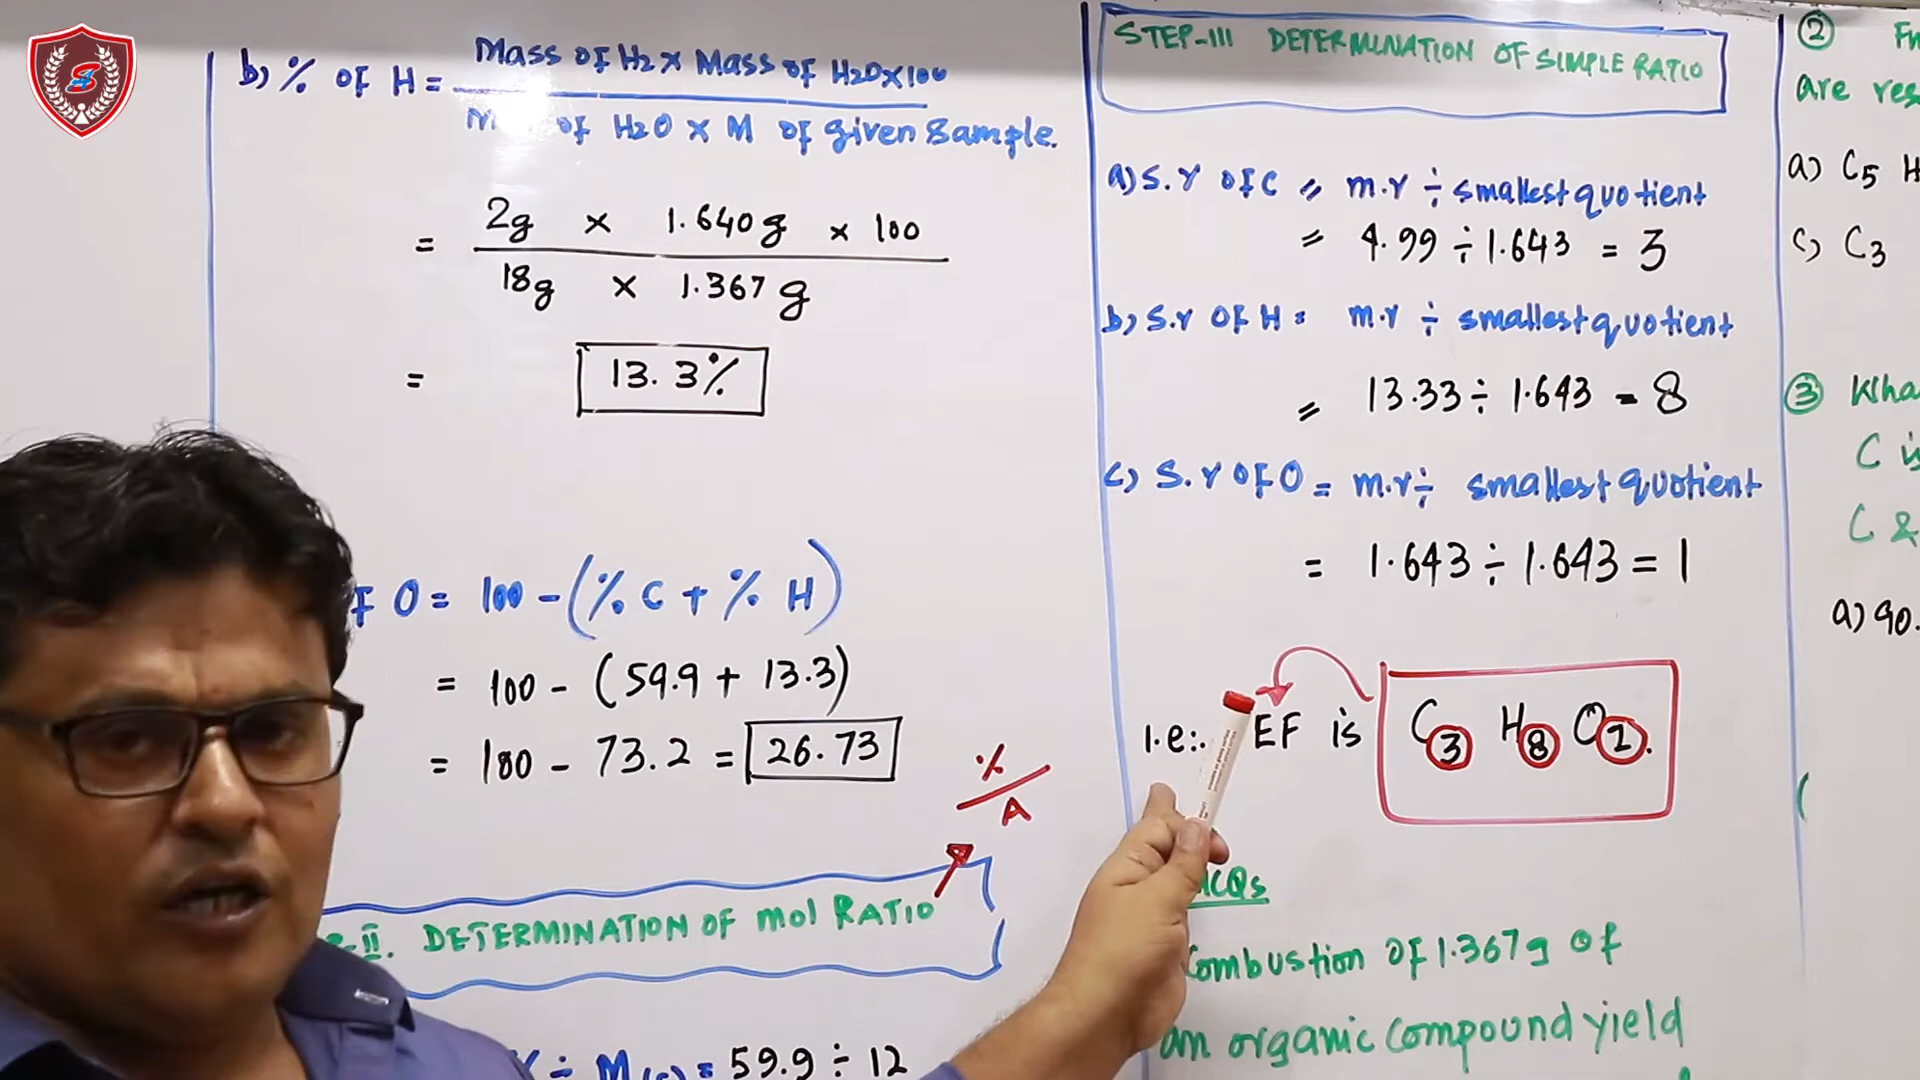 b) % OF H = Mass of H2 x Mass of H2O x 100
of H2O x M of given sample.
= 2g x 1.640g x 100
18g x 1.367g
= 13.3%
F O = 100 - (% C + % H)
= 100 - (59.9 + 13.3)
= 100 - 73.2 = 26.73
%
A
II. DETERMINATION OF mol RATIO
÷ M(C) = 59.9 ÷ 12
STEP-III DETERMINATION OF SIMPLE RATIO
a) S.r of C = m.r ÷ smallest quotient
= 4.99 ÷ 1.643 = 3
b) S.r OF H = m.r ÷ smallest quotient
= 13.33 ÷ 1.643 = 8
c) S.r OF O = m.r ÷ smallest quotient
= 1.643 ÷ 1.643 = 1
i.e:. EF is C3 H8 O1.
MCQs
Combustion of 1.367g of
an organic compound yield
2
are res
a) C5 H
c) C3
3 Kha
C is
C &
a) 90.